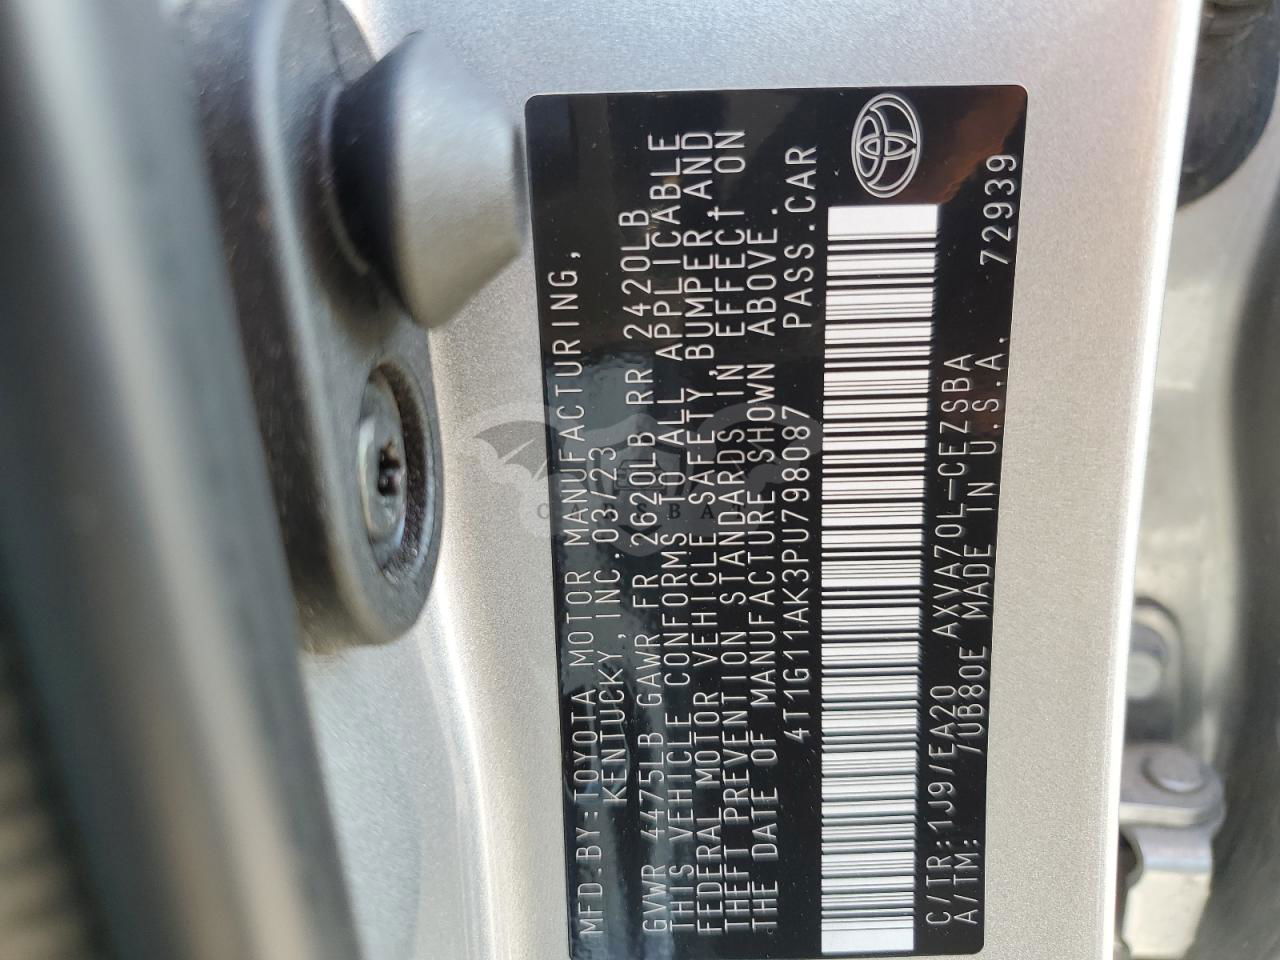 MFD.BY:TOYOTA MOTOR MANUFACTURING,
KENTUCKY, INC. 03/23
GVWR 4475LB GAWR FR 2620LB RR 2420LB
THIS VEHICLE CONFORMS TO ALL APPLICABLE
FEDERAL MOTOR VEHICLE SAFETY, BUMPER, AND
THEFT PREVENTION STANDARDS IN EFFECT ON
THE DATE OF MANUFACTURE SHOWN ABOVE.
4T1G11AK3PU798087 PASS.CAR
C/TR:1J9/EA20 AXVA70L-CEZSBA
A/TM: /UB80E MADE IN U.S.A. 72939
CARSBAT